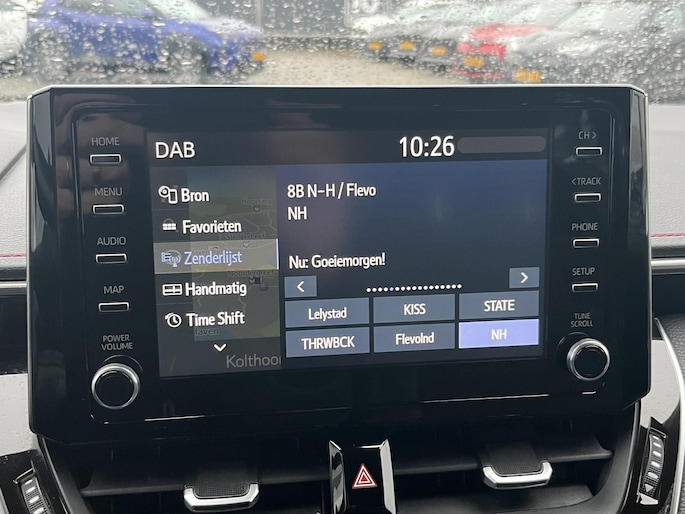 DAB
10:26
HOME
MENU
AUDIO
MAP
POWER
VOLUME
Bron
Favorieten
Zenderlijst
Handmatig
Time Shift
Kolthoo
8B N-H / Flevo
NH
Nu: Goeiemorgen!
<
>
Lelystad
KISS
STATE
THRWBCK
Flevolnd
NH
CH >
< TRACK
PHONE
SETUP
TUNE
SCROLL